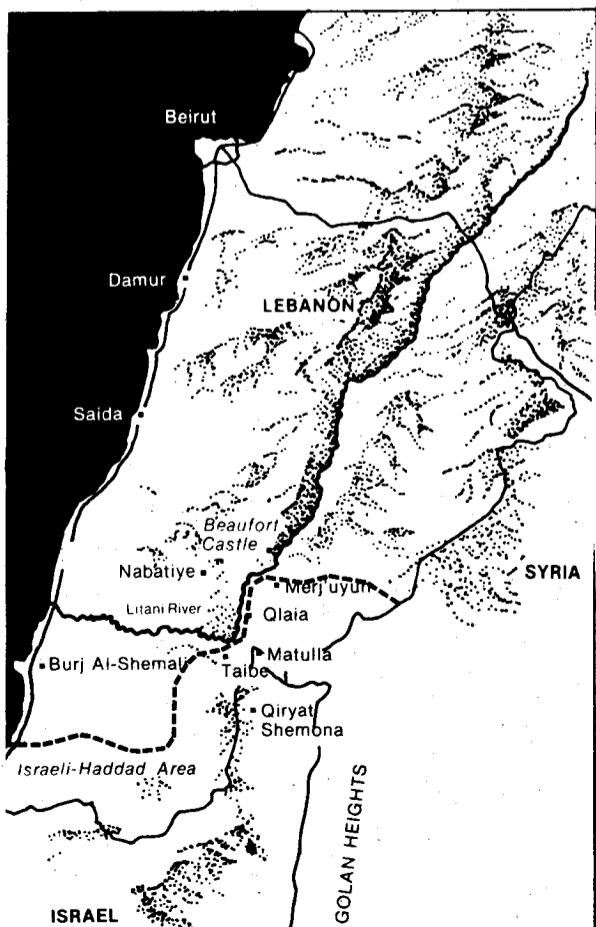 Beirut
Damur
LEBANON
Saida
Beaufort
Castle
Nabatiye
SYRIA
Merj'uyun
Litani River
Qlaia
Burj Al-Shemali
Taibe
Matulla
Qiryat
Shemona
Israeli-Haddad Area
GOLAN HEIGHTS
ISRAEL